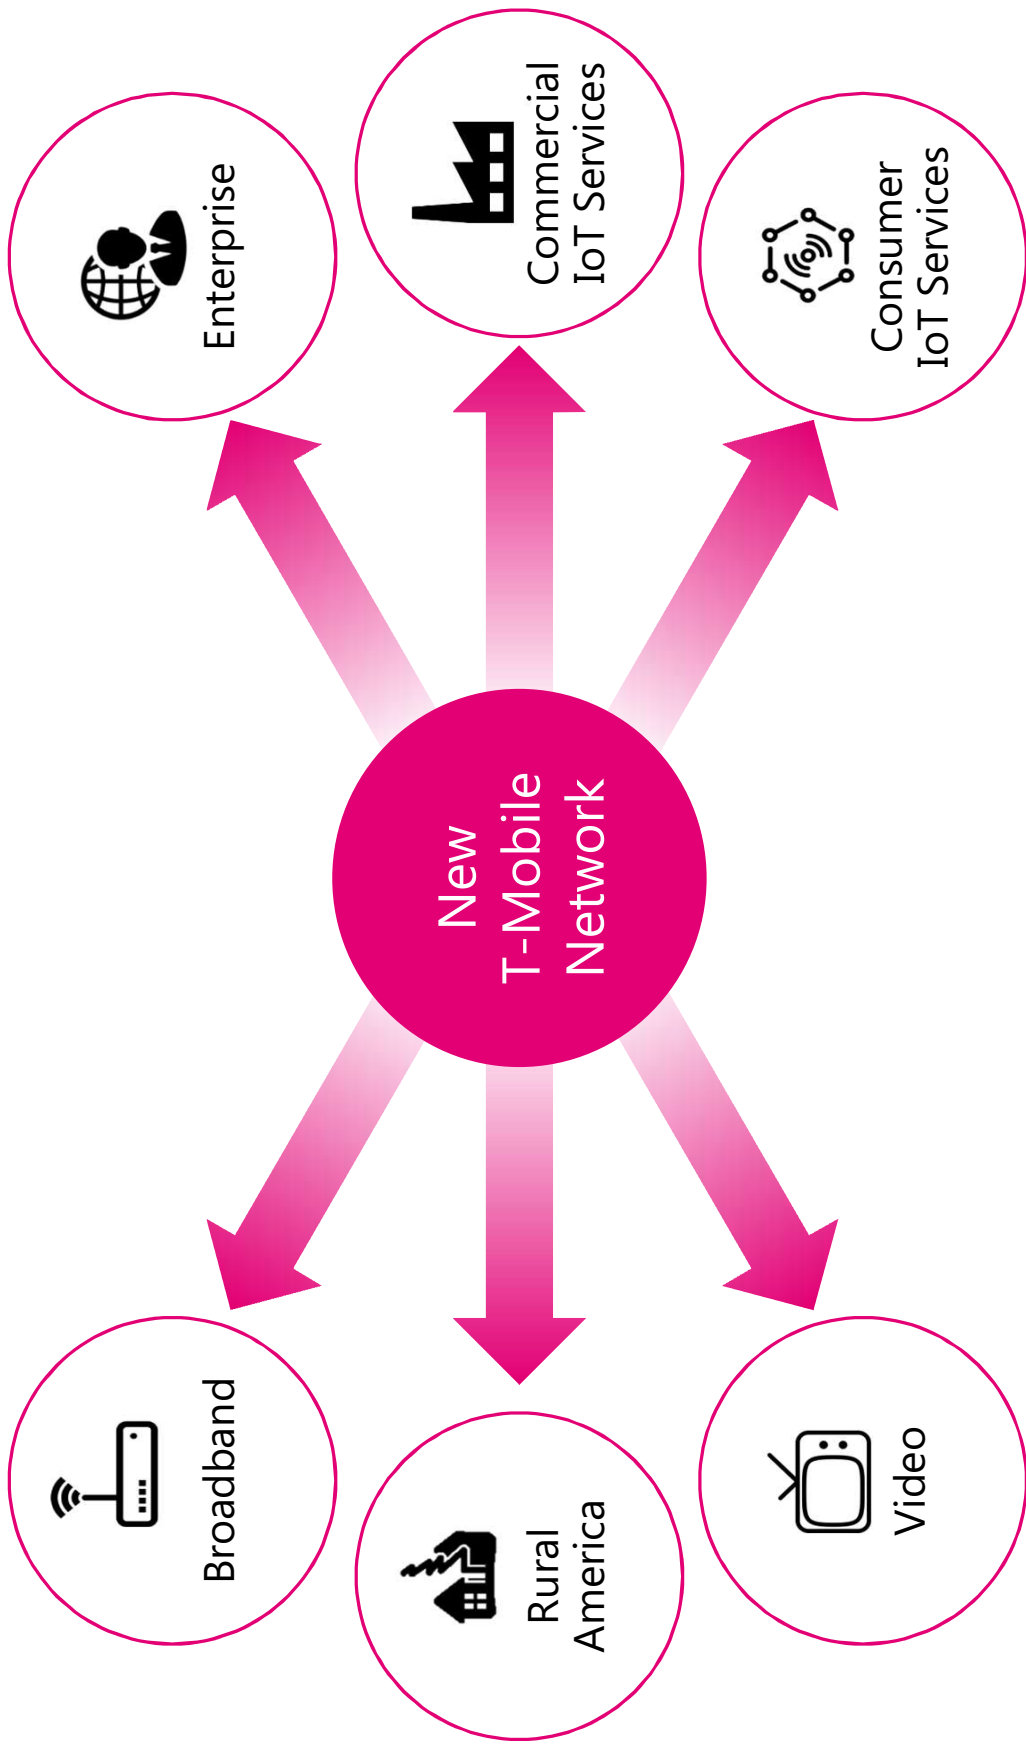 Broadband
Enterprise
New
T-Mobile
Network
Rural
America
Commercial
IoT Services
Video
Consumer
IoT Services